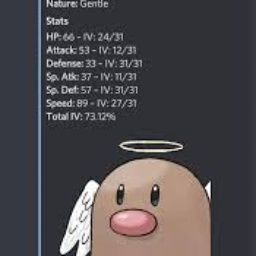 Nature: Gentle
Stats
HP: 66 – IV: 24/31
Attack: 53 – IV: 12/31
Defense: 33 – IV: 31/31
Sp. Atk: 37 – IV: 11/31
Sp. Def: 57 – IV: 31/31
Speed: 89 – IV: 27/31
Total IV: 73.12%